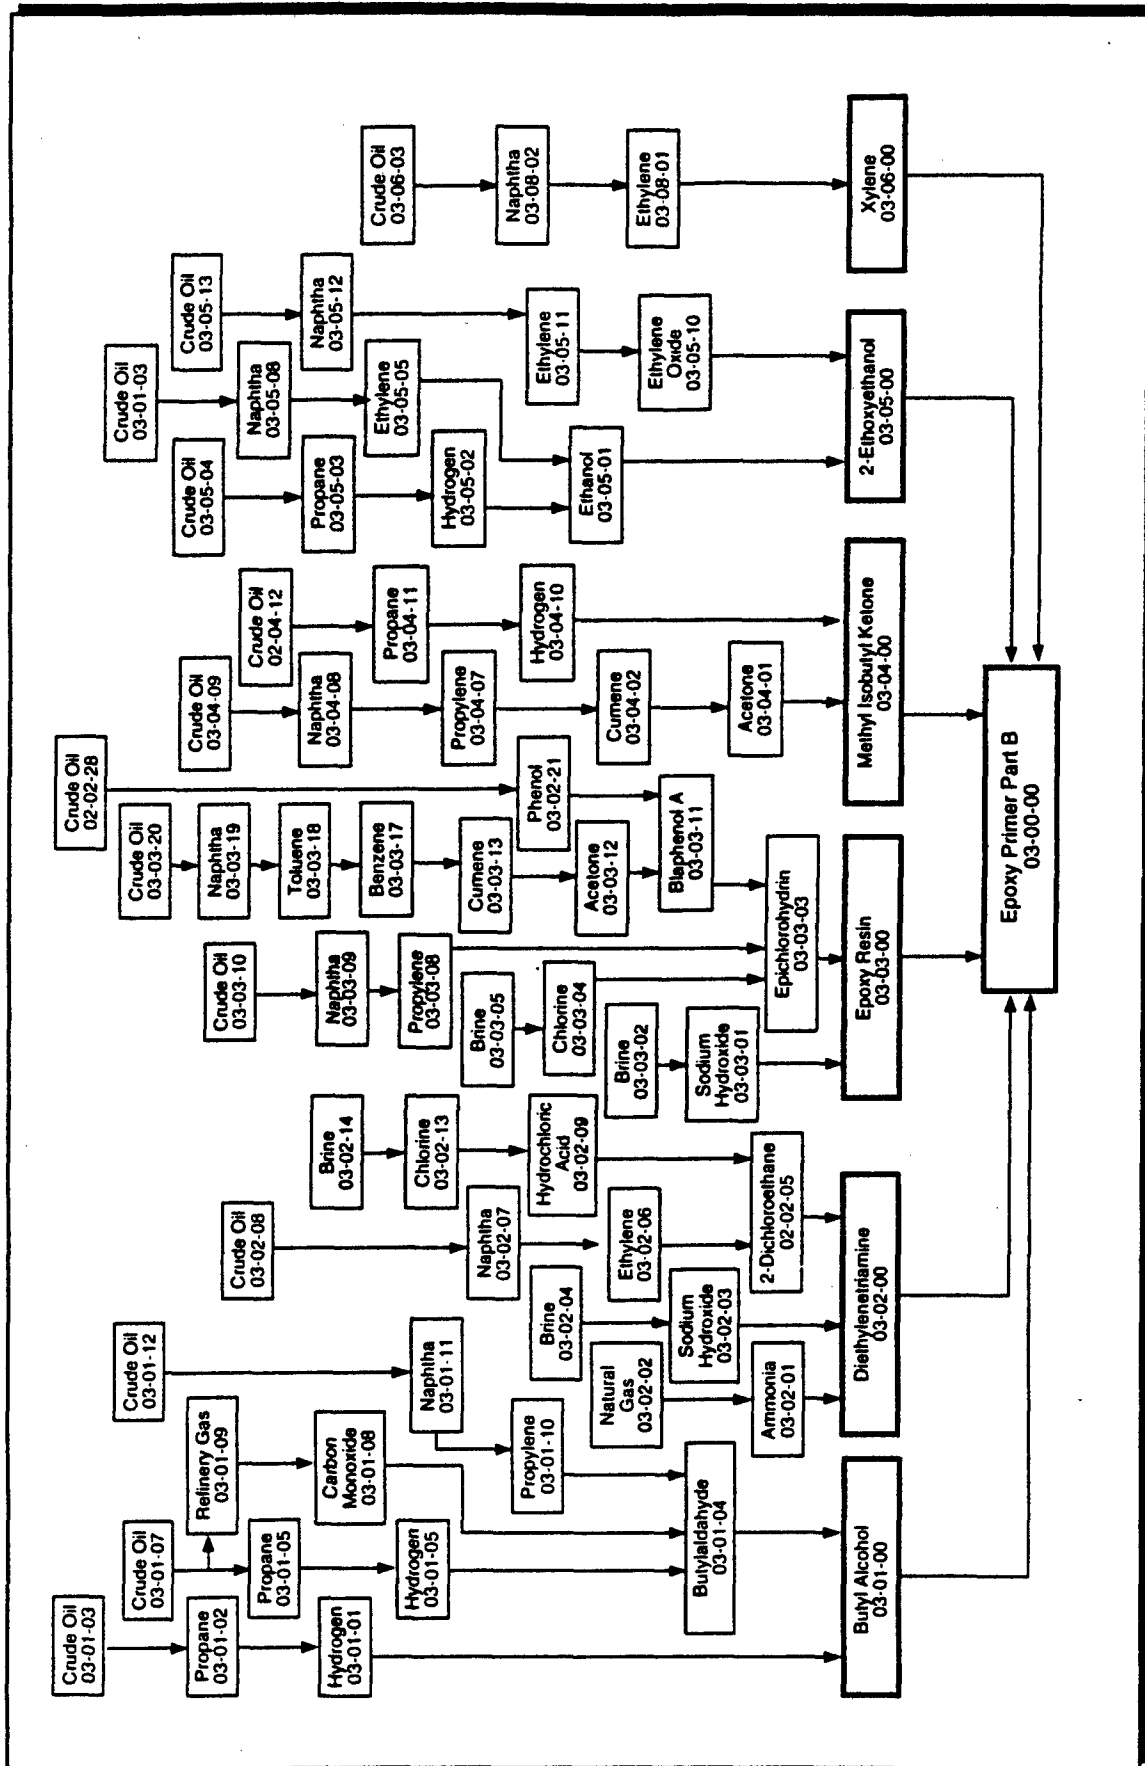 Crude Oil
03-01-03
Propane
03-01-02
Hydrogen
03-01-01
Crude Oil
03-01-07
Propane
03-01-05
Hydrogen
03-01-05
Refinery Gas
03-01-09
Carbon
Monoxide
03-01-08
Crude Oil
03-01-12
Naphtha
03-01-11
Propylene
03-01-10
Butylaldahyde
03-01-04
Butyl Alcohol
03-01-00
Natural
Gas
03-02-02
Ammonia
03-02-01
Brine
03-02-04
Sodium
Hydroxide
03-02-03
Crude Oil
03-02-08
Naphtha
03-02-07
Ethylene
03-02-06
Brine
03-02-14
Chlorine
03-02-13
Hydrochloric
Acid
03-02-09
2-Dichloroethane
02-02-05
Diethylenetriamine
03-02-00
Brine
03-03-02
Sodium
Hydroxide
03-03-01
Brine
03-03-05
Chlorine
03-03-04
Crude Oil
03-03-10
Naphtha
03-03-09
Propylene
03-03-08
Crude Oil
03-03-20
Naphtha
03-03-19
Toluene
03-03-18
Benzene
03-03-17
Cumene
03-03-13
Acetone
03-03-12
Crude Oil
02-02-28
Phenol
03-02-21
Blaphenol A
03-03-11
Epichlorohydrin
03-03-03
Epoxy Resin
03-03-00
Crude Oil
03-04-09
Naphtha
03-04-08
Propylene
03-04-07
Cumene
03-04-02
Acetone
03-04-01
Crude Oil
02-04-12
Propane
03-04-11
Hydrogen
03-04-10
Methyl Isobutyl Kelone
03-04-00
Crude Oil
03-05-04
Propane
03-05-03
Hydrogen
03-05-02
Crude Oil
03-01-03
Naphtha
03-05-08
Ethylene
03-05-05
Ethanol
03-05-01
Crude Oil
03-05-13
Naphtha
03-05-12
Ethylene
03-05-11
Ethylene
Oxide
03-05-10
2-Ethoxyethanol
03-05-00
Crude Oil
03-06-03
Naphtha
03-08-02
Ethylene
03-08-01
Xylene
03-06-00
Epoxy Primer Part B
03-00-00